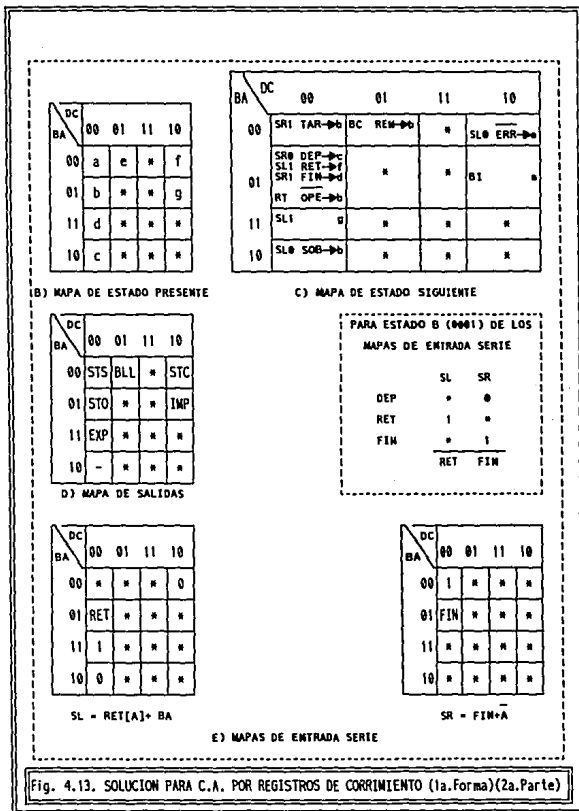 DC
BA 00 01 11 10
00 a e * f
01 b * * g
11 d * * *
10 c * * *
B) MAPA DE ESTADO PRESENTE
DC
BA 00 01 11 10
00 SR1 TAR→b BC REM→b * SL0 E̅R̅R̅→a
01 SR0 DEP→c
SL1 RET→f
SR1 FIN→d * * BI a
RT O̅P̅E̅→b
11 SL1 g * * *
10 SL0 SOB→b * * *
C) MAPA DE ESTADO SIGUIENTE
DC
BA 00 01 11 10
00 STS BLL * STC
01 STO * * IMP
11 EXP * * *
10 - * * *
D) MAPA DE SALIDAS
PARA ESTADO B (0001) DE LOS
MAPAS DE ENTRADA SERIE
SL SR
DEP * 0
RET 1 *
FIN * 1
RET FIN
DC
BA 00 01 11 10
00 * * * 0
01 RET * * *
11 1 * * *
10 0 * * *
SL = RET[A]+ BA
DC
BA 00 01 11 10
00 1 * * *
01 FIN * * *
11 * * * *
10 * * * *
SR = FIN+A̅
E) MAPAS DE ENTRADA SERIE
Fig. 4.13. SOLUCION PARA C.A. POR REGISTROS DE CORRIMIENTO (1a.Forma)(2a.Parte)